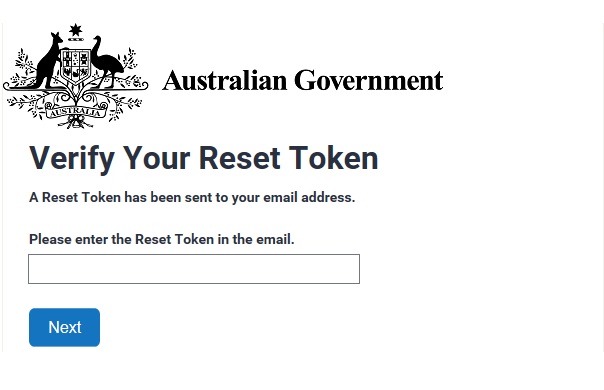 AUSTRALIA
Australian Government
Verify Your Reset Token
A Reset Token has been sent to your email address.
Please enter the Reset Token in the email.
Next